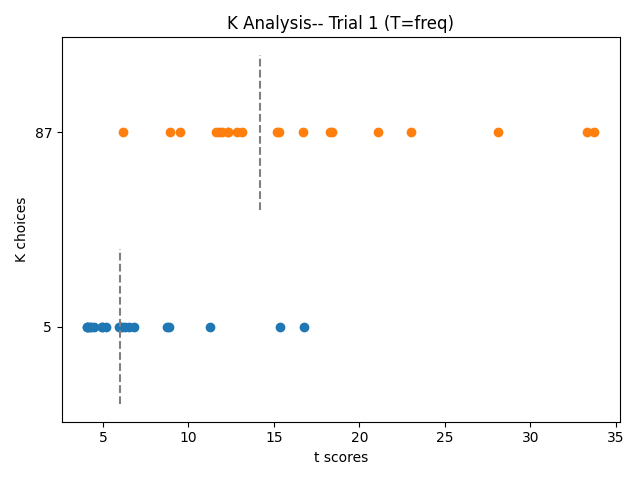 K Analysis-- Trial 1 (T=freq)
K choices
87
5
5 10 15 20 25 30 35
t scores